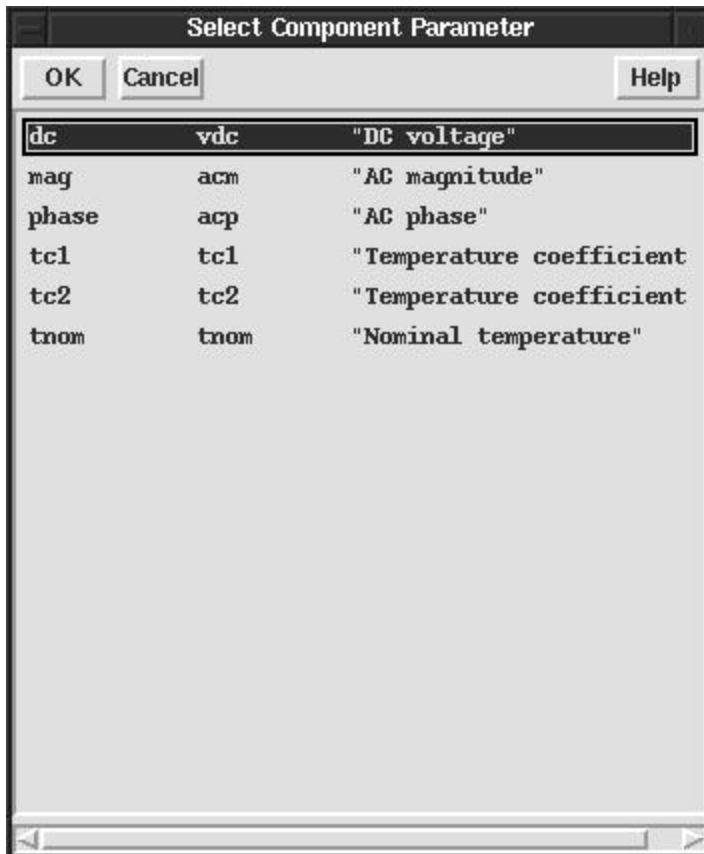 Select Component Parameter
OK Cancel Help
dc vdc "DC voltage"
mag acm "AC magnitude"
phase acp "AC phase"
tc1 tc1 "Temperature coefficient
tc2 tc2 "Temperature coefficient
tnom tnom "Nominal temperature"